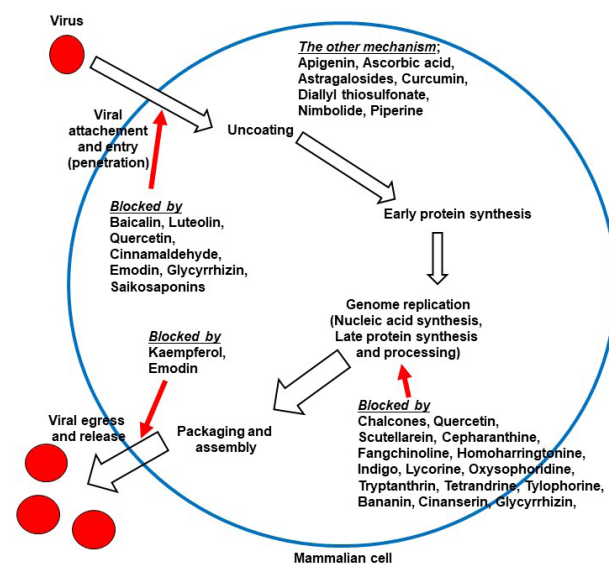 Virus
The other mechanism;
Apigenin, Ascorbic acid,
Astragalosides, Curcumin,
Diallyl thiosulfonate,
Nimbolide, Piperine
Viral
attachement
and entry
(penetration)
Uncoating
Early protein synthesis
Blocked by
Baicalin, Luteolin,
Quercetin,
Cinnamaldehyde,
Emodin, Glycyrrhizin,
Saikosaponins
Genome replication
(Nucleic acid synthesis,
Late protein synthesis
and processing)
Blocked by
Kaempferol,
Emodin
Blocked by
Chalcones, Quercetin,
Scutellarein, Cepharanthine,
Fangchinoline, Homoharringtonine,
Indigo, Lycorine, Oxysophoridine,
Tryptanthrin, Tetrandrine, Tylophorine,
Bananin, Cinanserin, Glycyrrhizin,
Viral egress
and release
Packaging and
assembly
Mammalian cell